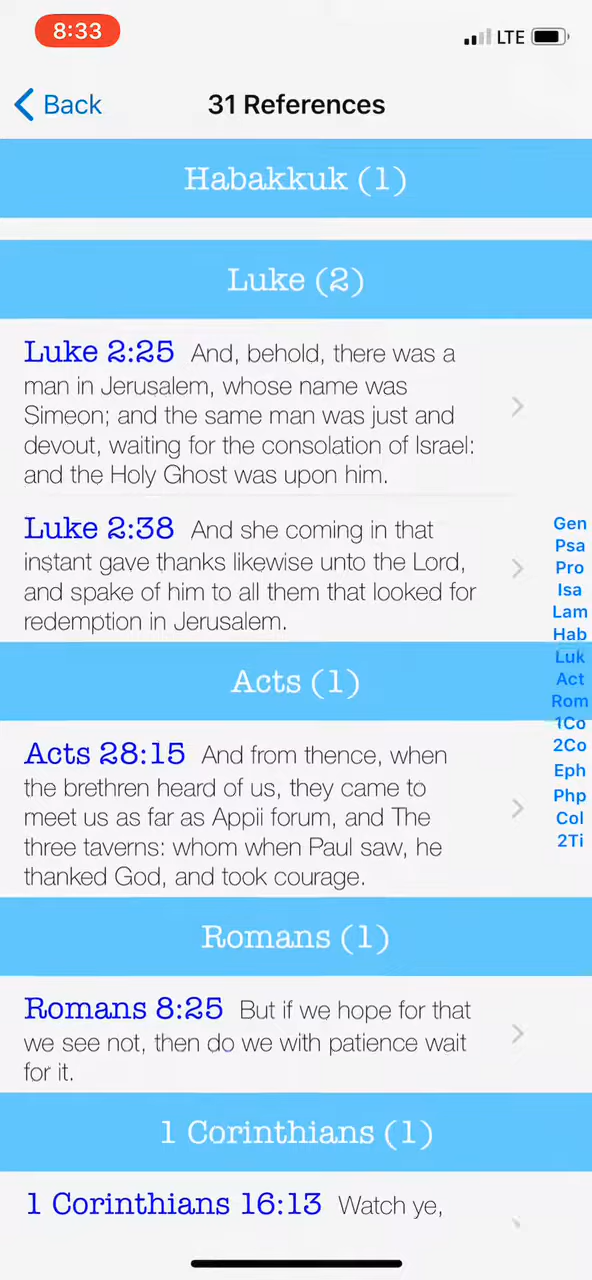 8:33
LTE
Back
31 References
Habakkuk (1)
Luke (2)
Luke 2:25 And, behold, there was a
man in Jerusalem, whose name was
Simeon; and the same man was just and
devout, waiting for the consolation of Israel:
and the Holy Ghost was upon him.
Luke 2:38 And she coming in that
instant gave thanks likewise unto the Lord,
and spake of him to all them that looked for
redemption in Jerusalem.
Acts (1)
Acts 28:15 And from thence, when
the brethren heard of us, they came to
meet us as far as Appii forum, and The
three taverns: whom when Paul saw, he
thanked God, and took courage.
Romans (1)
Romans 8:25 But if we hope for that
we see not, then do we with patience wait
for it.
1 Corinthians (1)
1 Corinthians 16:13 Watch ye,
Gen
Psa
Pro
Isa
Lam
Hab
Luk
Act
Rom
1Co
2Co
Eph
Php
Col
2Ti